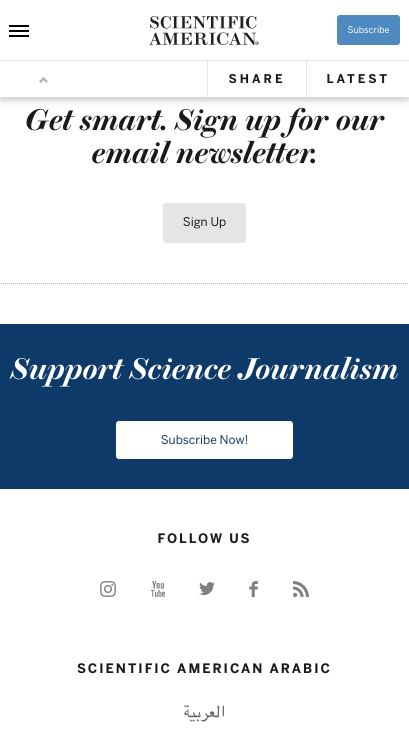 SCIENTIFIC
AMERICAN®
Subscribe
SHARE
LATEST
Get smart. Sign up for our
email newsletter.
Sign Up
Support Science Journalism
Subscribe Now!
FOLLOW US
You
Tube
SCIENTIFIC AMERICAN ARABIC
العربية